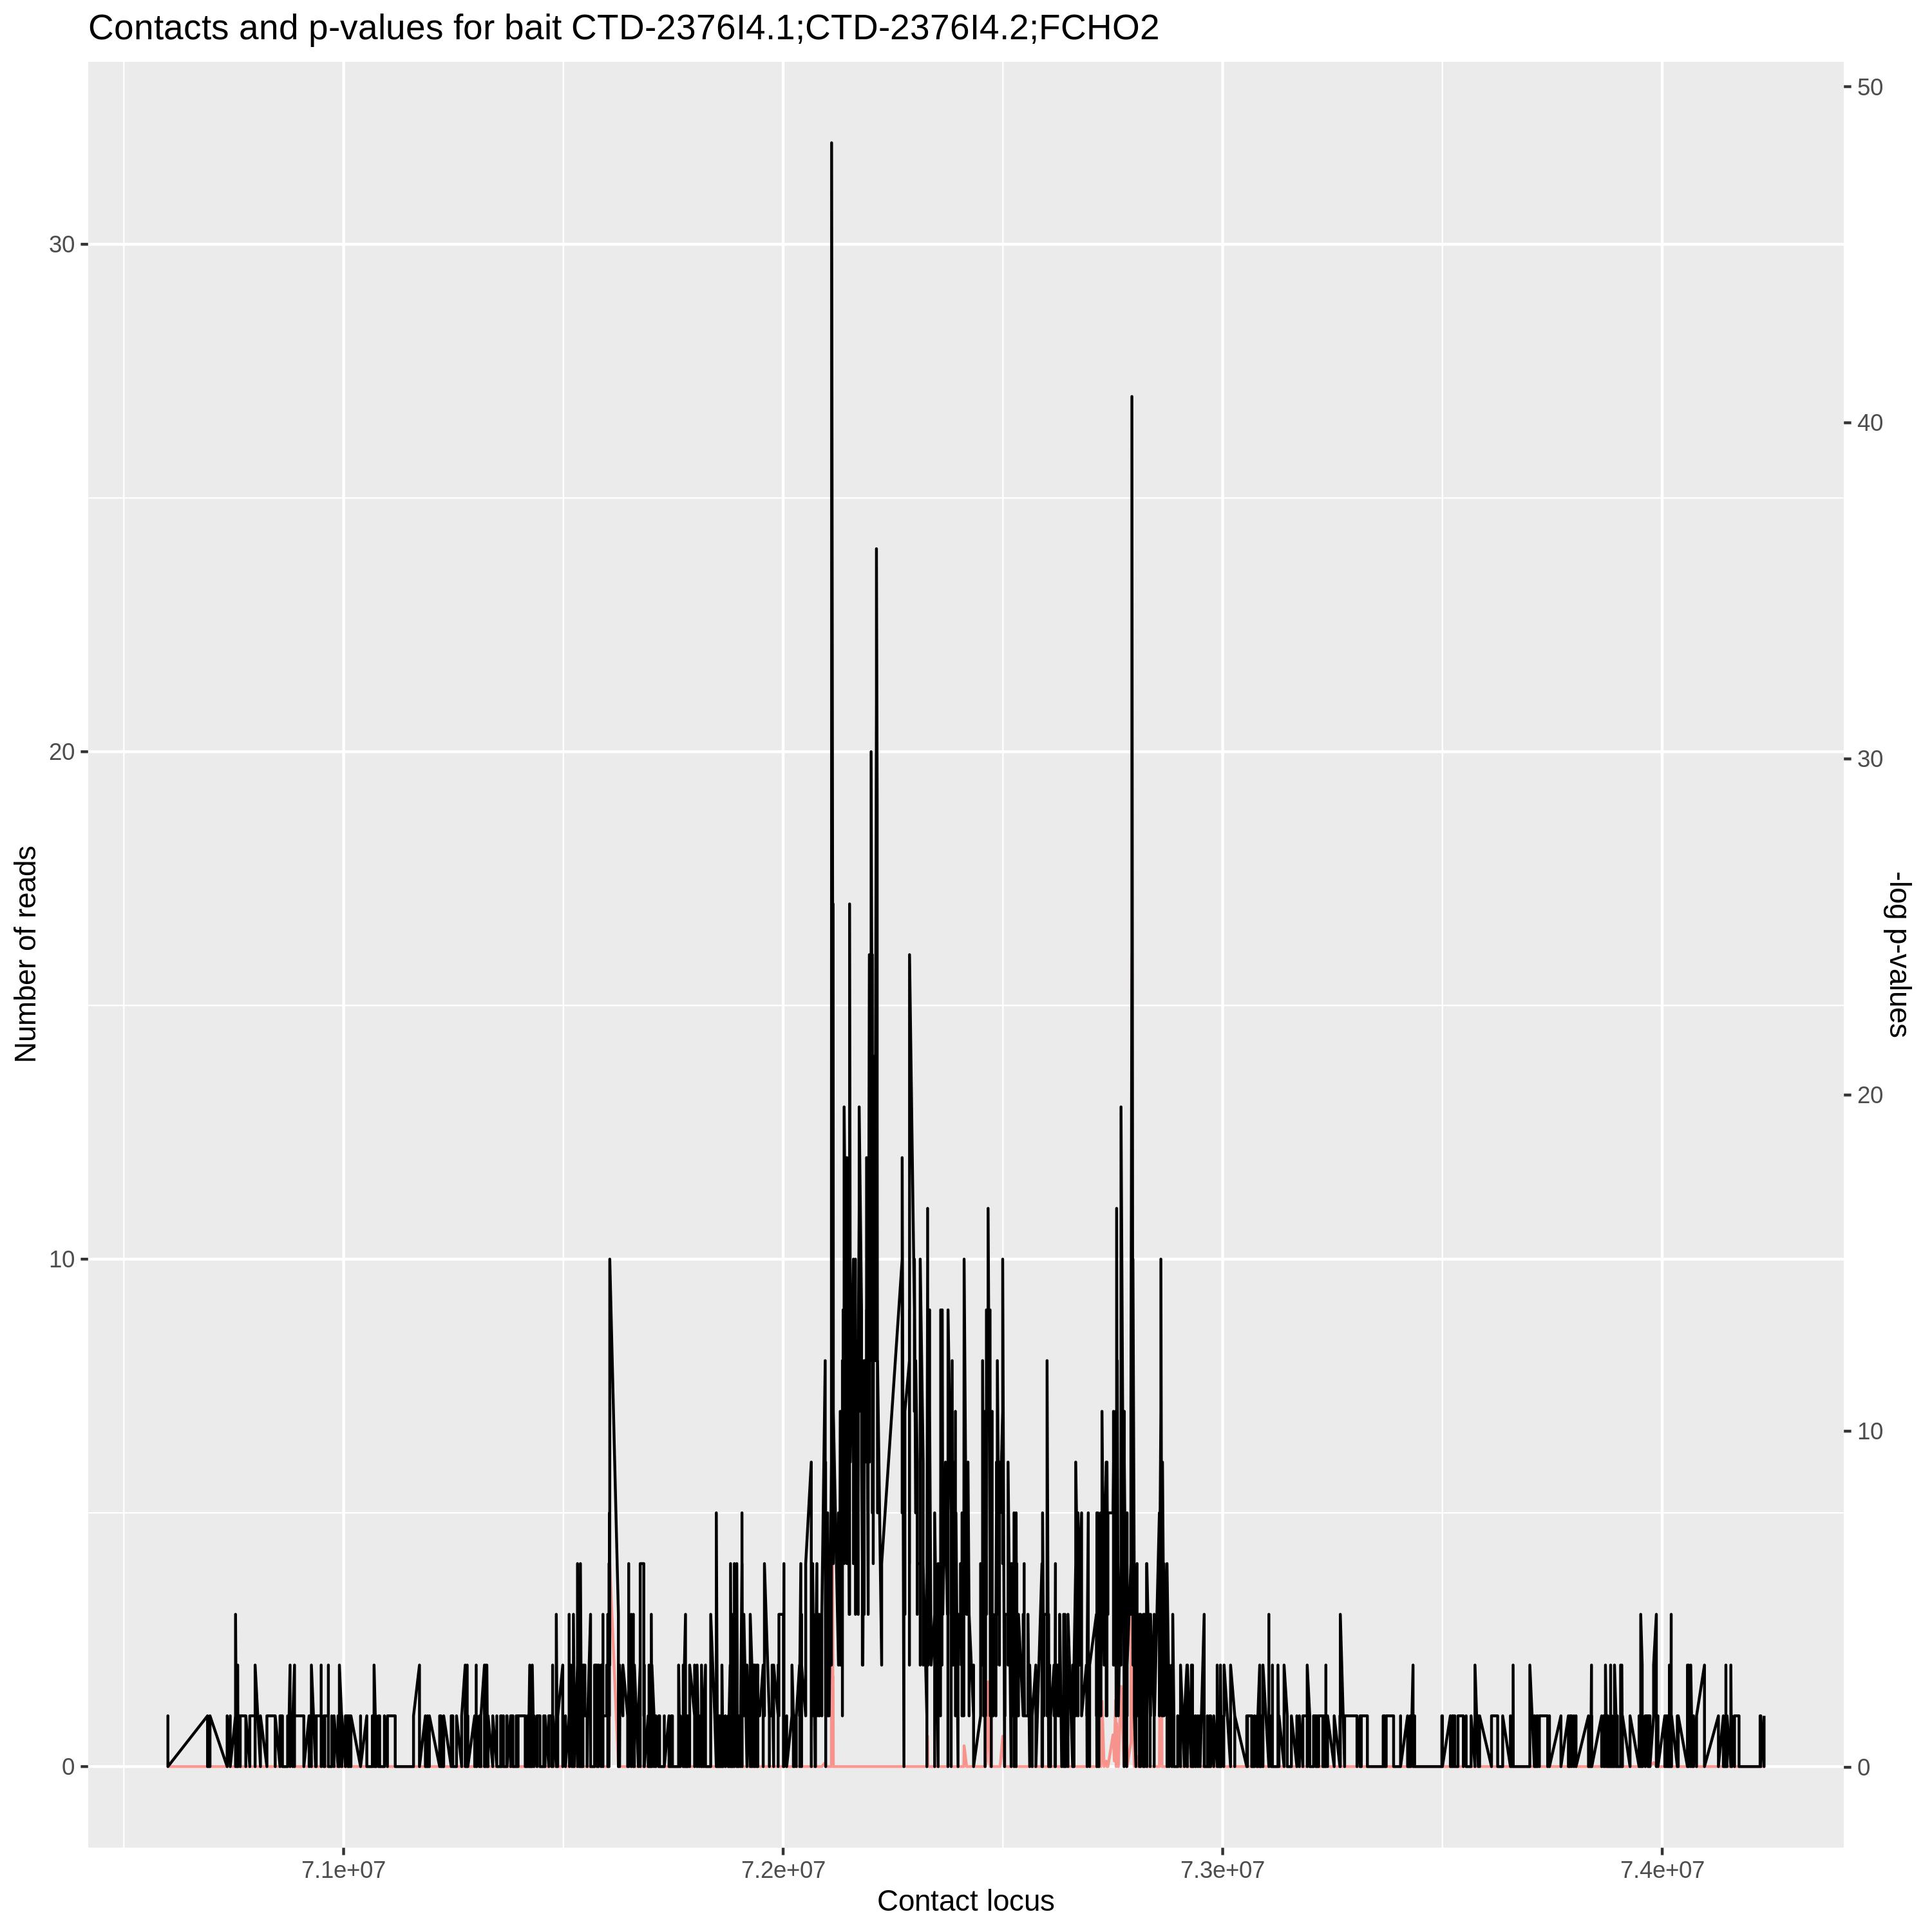 Contacts and p-values for bait CTD-2376I4.1;CTD-2376I4.2;FCHO2
50
30
40
20
30
Number of reads
-log p-values
20
10
10
0
0
7.1e+07 7.2e+07 7.3e+07 7.4e+07
Contact locus